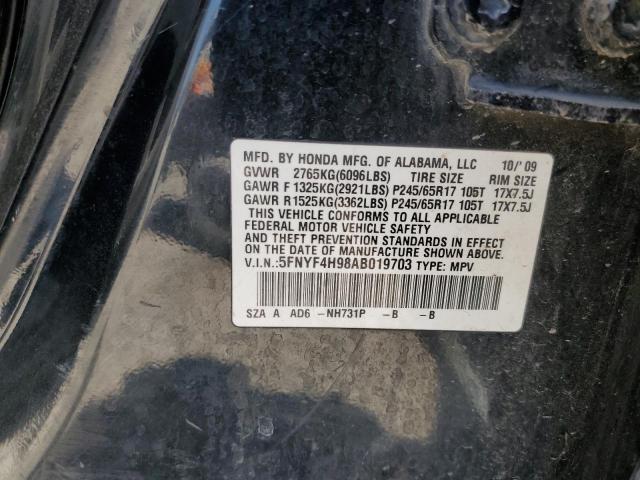 MFD. BY HONDA MFG. OF ALABAMA, LLC 10/'09
GVWR 2765KG(6096LBS) TIRE SIZE RIM SIZE
GAWR F 1325KG(2921LBS) P245/65R17 105T 17X7.5J
GAWR R 1525KG(3362LBS) P245/65R17 105T 17X7.5J
THIS VEHICLE CONFORMS TO ALL APPLICABLE
FEDERAL MOTOR VEHICLE SAFETY
AND THEFT PREVENTION STANDARDS IN EFFECT
ON THE DATE OF MANUFACTURE SHOWN ABOVE.
V.I.N.:5FNYF4H98AB019703 TYPE: MPV
SZA A AD6 -NH731P -B -B